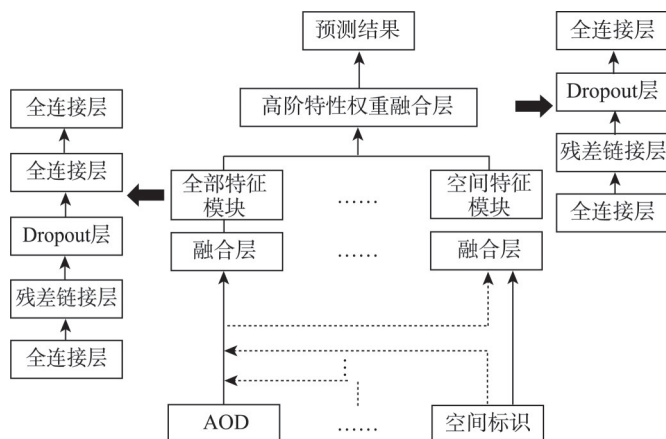 预测结果
高阶特性权重融合层
全部特征
模块
……
空间特征
模块
融合层
……
融合层
AOD
……
空间标识
全连接层
全连接层
Dropout层
残差链接层
全连接层
全连接层
Dropout层
残差链接层
全连接层